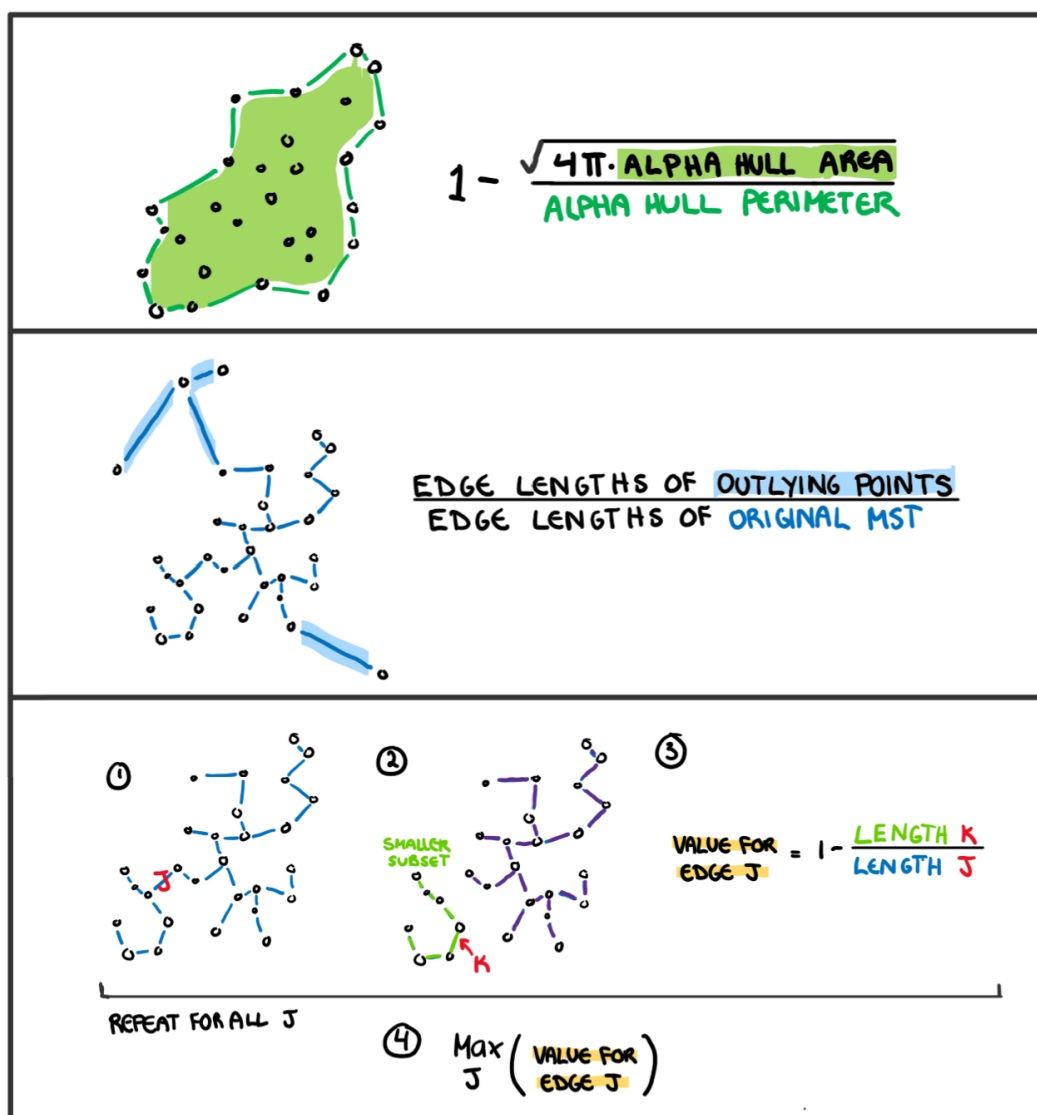 1 - √4π·ALPHA HULL AREA
ALPHA HULL PERIMETER
EDGE LENGTHS OF OUTLYING POINTS
EDGE LENGTHS OF ORIGINAL MST
①
J
②
SMALLER
SUBSET
K
③
VALUE FOR
EDGE J
= 1 - LENGTH K
LENGTH J
REPEAT FOR ALL J
④
Max
J
(VALUE FOR
EDGE J)